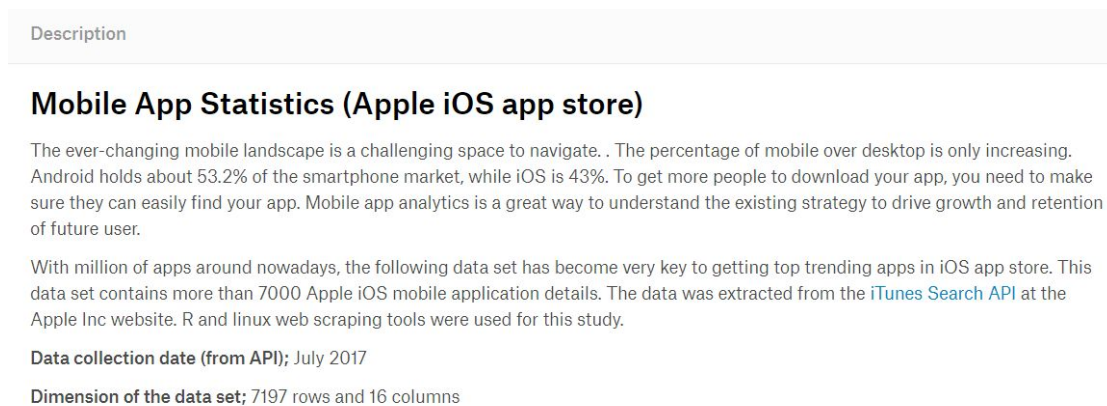 Description
Mobile App Statistics (Apple iOS app store)
The ever-changing mobile landscape is a challenging space to navigate. . The percentage of mobile over desktop is only increasing.
Android holds about 53.2% of the smartphone market, while iOS is 43%. To get more people to download your app, you need to make
sure they can easily find your app. Mobile app analytics is a great way to understand the existing strategy to drive growth and retention
of future user.
With million of apps around nowadays, the following data set has become very key to getting top trending apps in iOS app store. This
data set contains more than 7000 Apple iOS mobile application details. The data was extracted from the iTunes Search API at the
Apple Inc website. R and linux web scraping tools were used for this study.
Data collection date (from API); July 2017
Dimension of the data set; 7197 rows and 16 columns